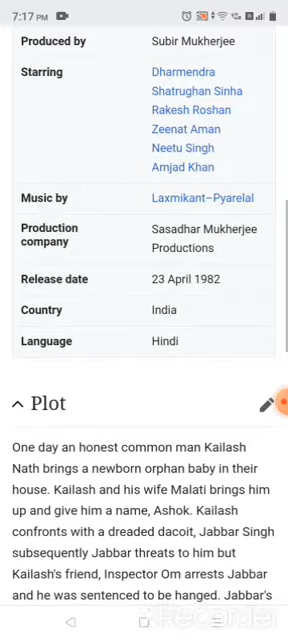 7:17 PM
Produced by Subir Mukherjee
Starring Dharmendra
Shatrughan Sinha
Rakesh Roshan
Zeenat Aman
Neetu Singh
Amjad Khan
Music by Laxmikant–Pyarelal
Production Sasadhar Mukherjee
company Productions
Release date 23 April 1982
Country India
Language Hindi
Plot
One day an honest common man Kailash
Nath brings a newborn orphan baby in their
house. Kailash and his wife Malati brings him
up and give him a name, Ashok. Kailash
confronts with a dreaded dacoit, Jabbar Singh
subsequently Jabbar threats to him but
Kailash's friend, Inspector Om arrests Jabbar
and he was sentenced to be hanged. Jabbar's